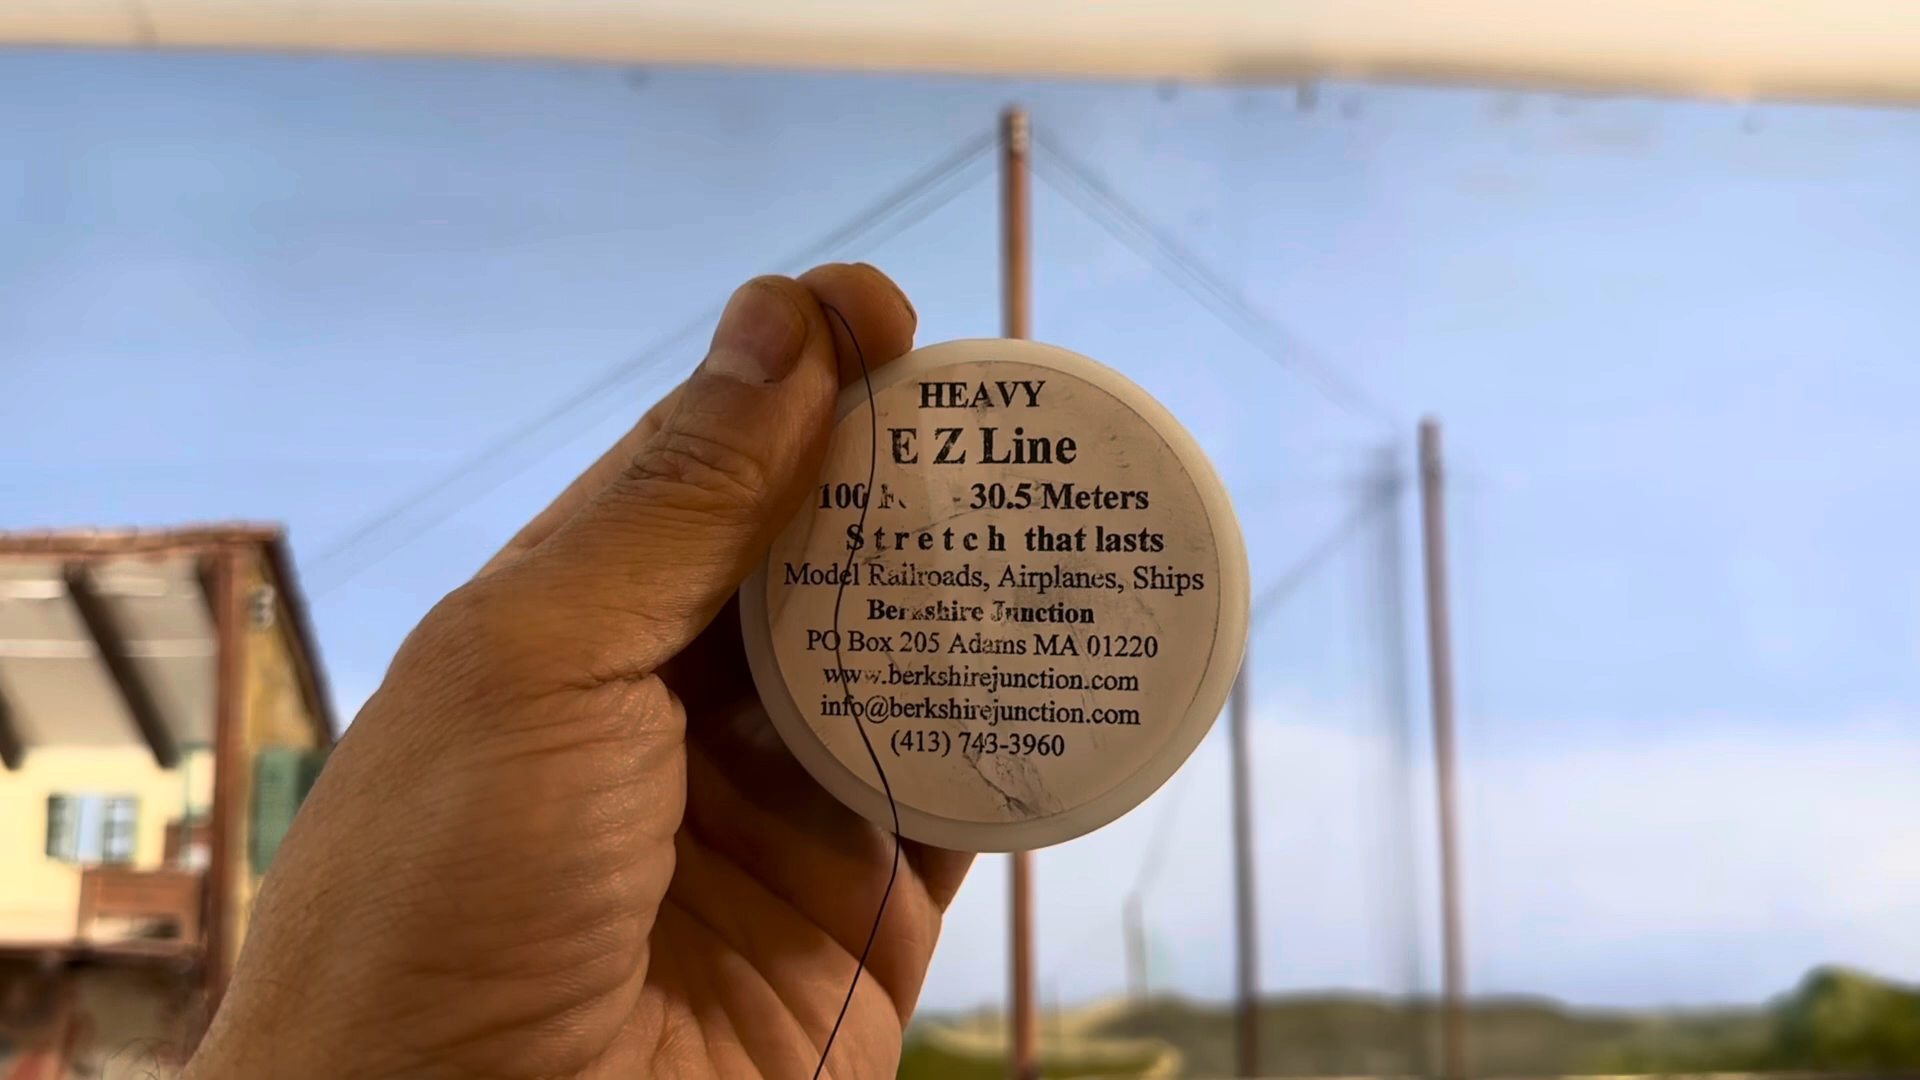 HEAVY
E Z Line
100 - 30.5 Meters
Stretch that lasts
Model Railroads, Airplanes, Ships
Berkshire Junction
PO Box 205 Adams MA 01220
www.berkshirejunction.com
info@berkshirejunction.com
(413) 743-3960